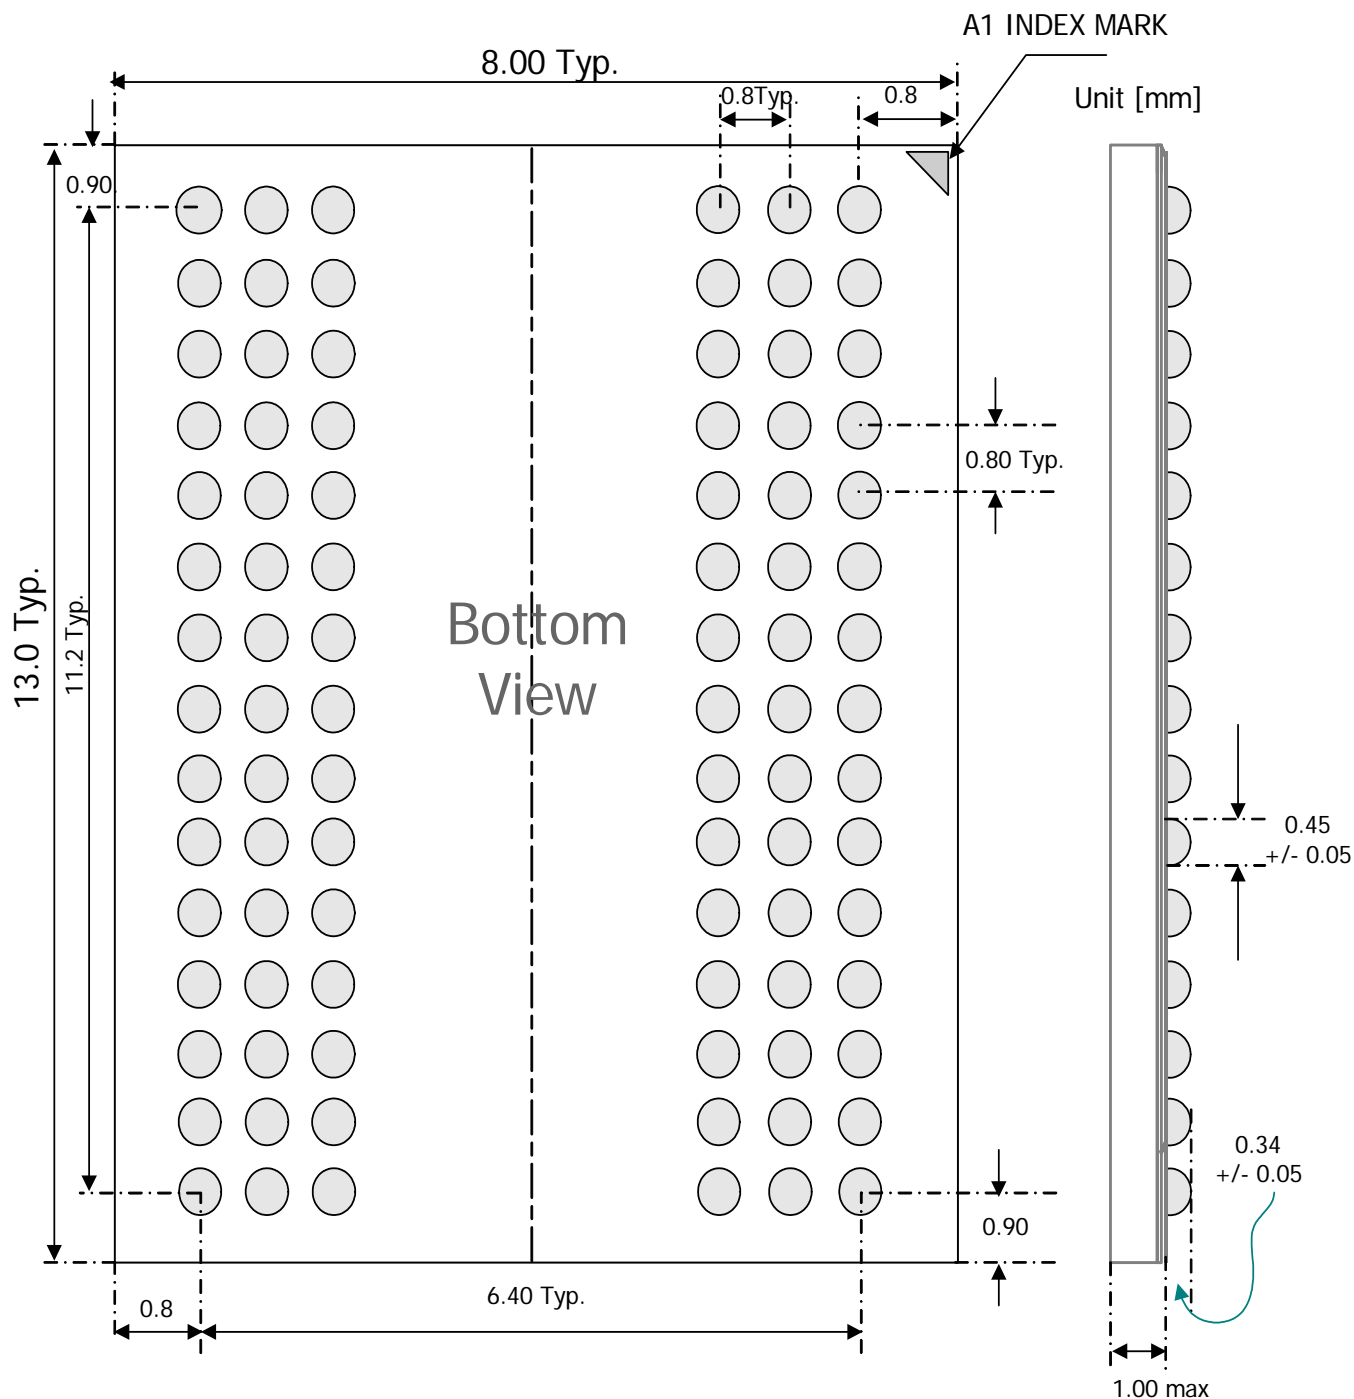 A1 INDEX MARK
8.00 Typ.
0.8Typ.
0.8
Unit [mm]
0.90.
0.80 Typ.
13.0 Typ.
11.2 Typ.
Bottom
View
0.45
+/- 0.05
0.34
+/- 0.05
0.90
6.40 Typ.
0.8
1.00 max